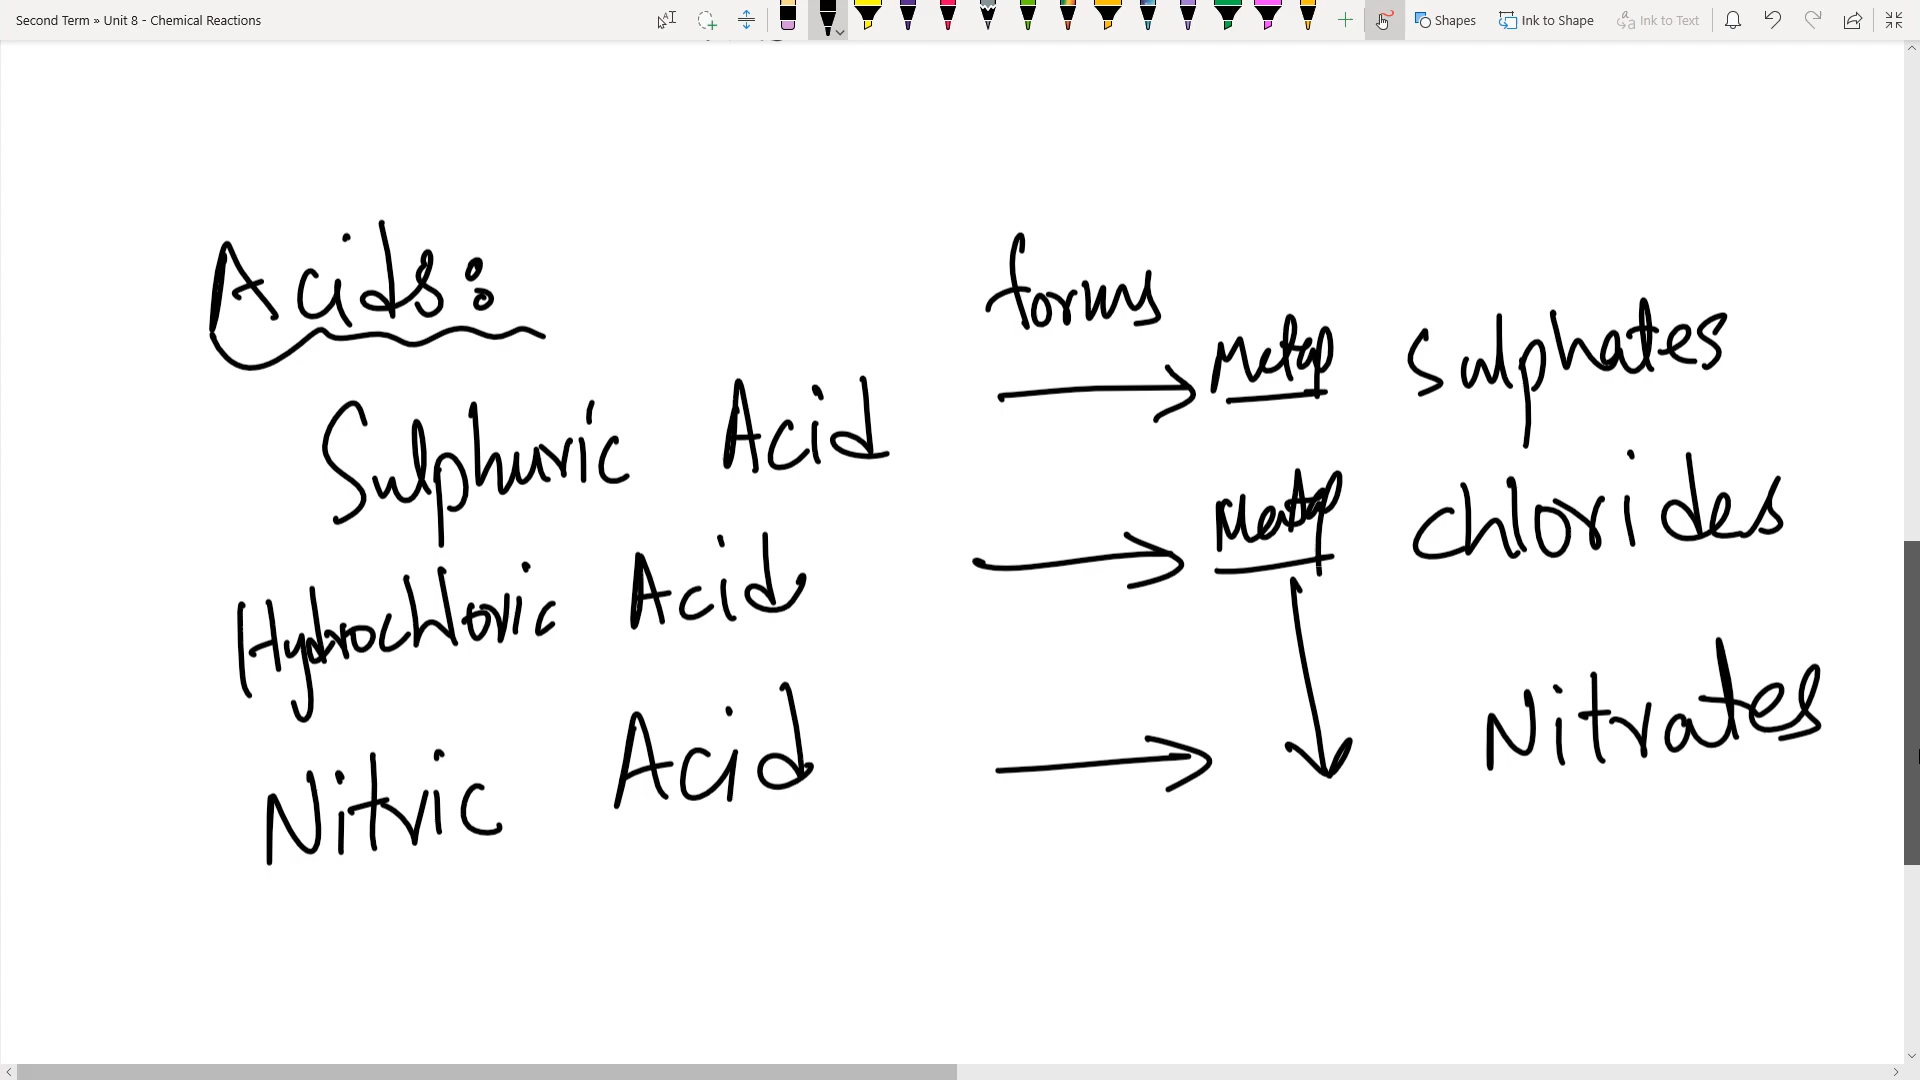 Second Term » Unit 8 - Chemical Reactions
Shapes
Ink to Shape
Ink to Text
Acids:
forms
Sulphuric Acid → Metal Sulphates
Hydrochloric Acid → Metal chlorides
Nitric Acid → Nitrates